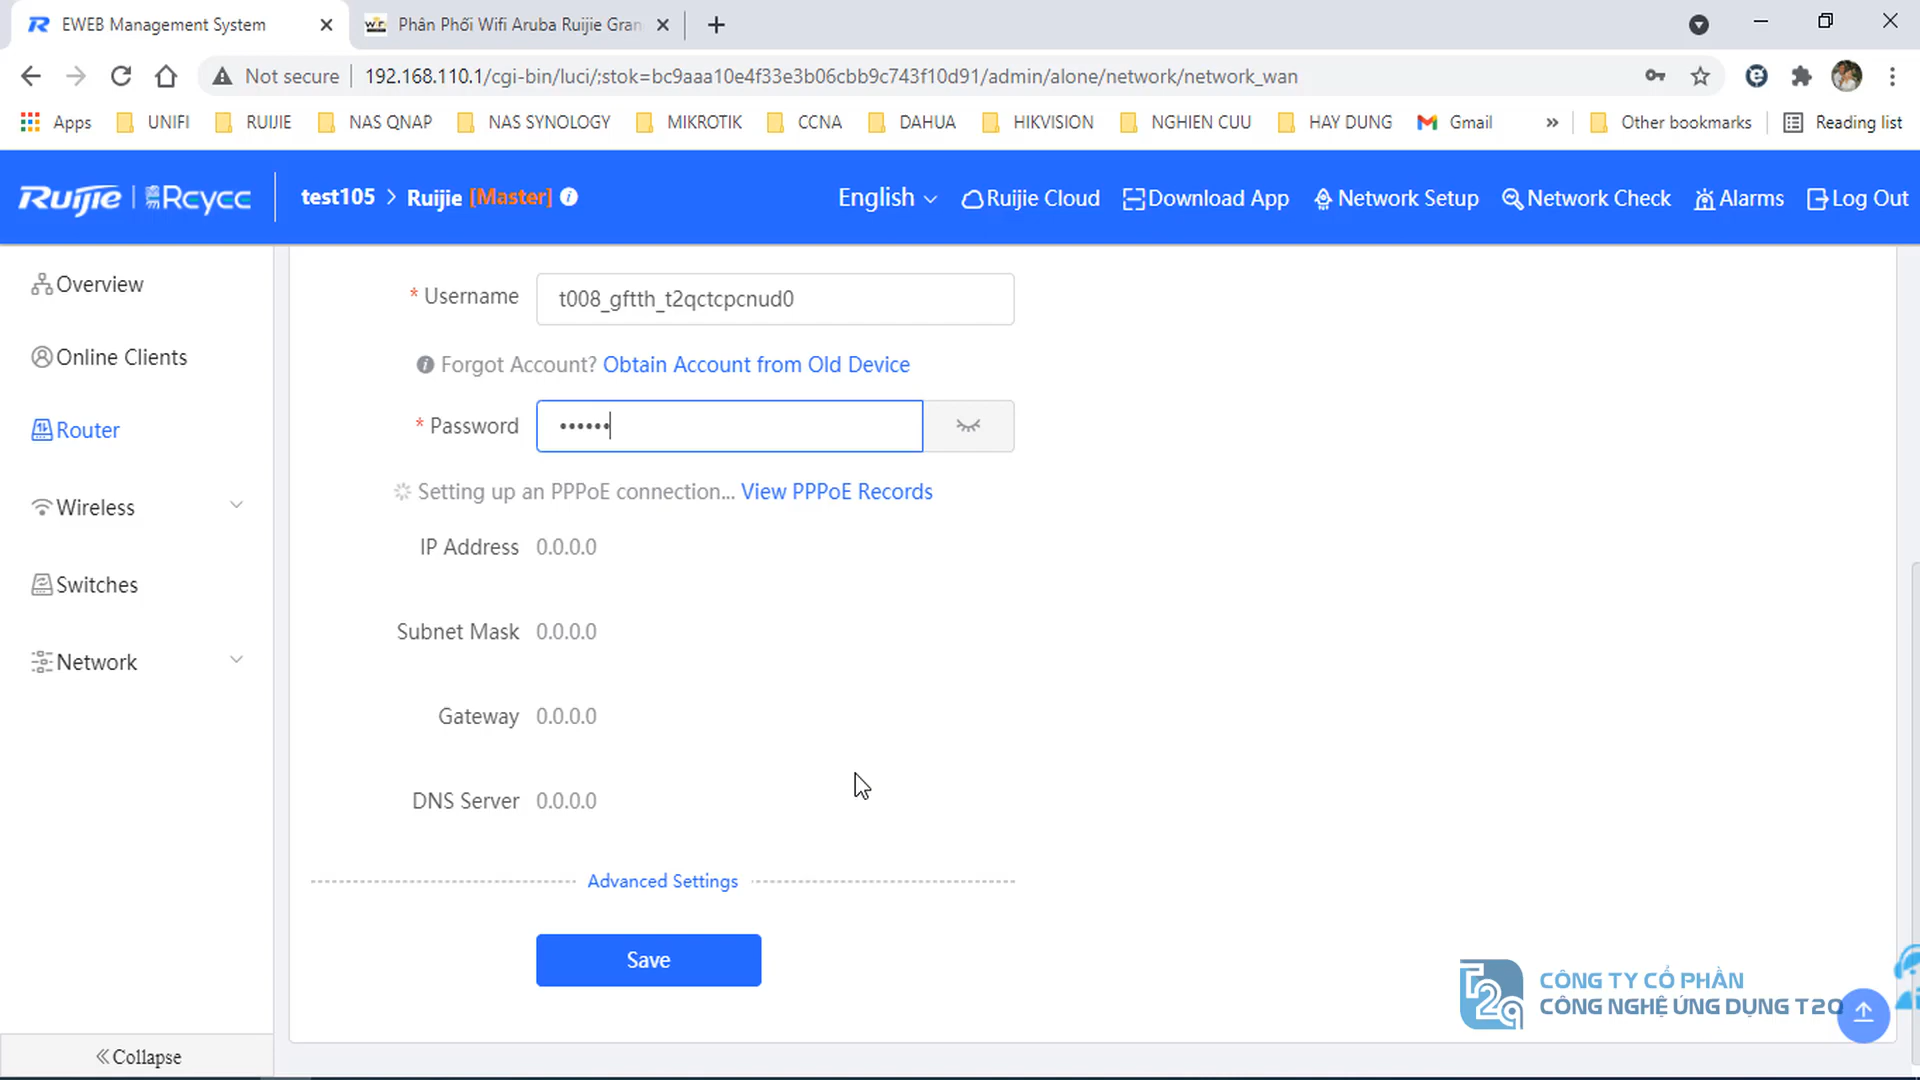 EWEB Management System
Phân Phối Wifi Aruba Ruijie Gran
Not secure
192.168.110.1/cgi-bin/luci/;stok=bc9aaa10e4f33e3b06cbb9c743f10d91/admin/alone/network/network_wan
Apps UNIFI RUIJIE NAS QNAP NAS SYNOLOGY MIKROTIK CCNA DAHUA HIKVISION NGHIEN CUU HAY DUNG Gmail » Other bookmarks Reading list
Ruijie | Reyee test105 > Ruijie [Master] English Ruijie Cloud Download App Network Setup Network Check Alarms Log Out
Overview
Online Clients
Router
Wireless
Switches
Network
Collapse
* Username t008_gftth_t2qctcpcnud0
Forgot Account? Obtain Account from Old Device
* Password ••••••
Setting up an PPPoE connection... View PPPoE Records
IP Address 0.0.0.0
Subnet Mask 0.0.0.0
Gateway 0.0.0.0
DNS Server 0.0.0.0
Advanced Settings
Save
T2q
CÔNG TY CỔ PHẦN
CÔNG NGHỆ ỨNG DỤNG T2Q